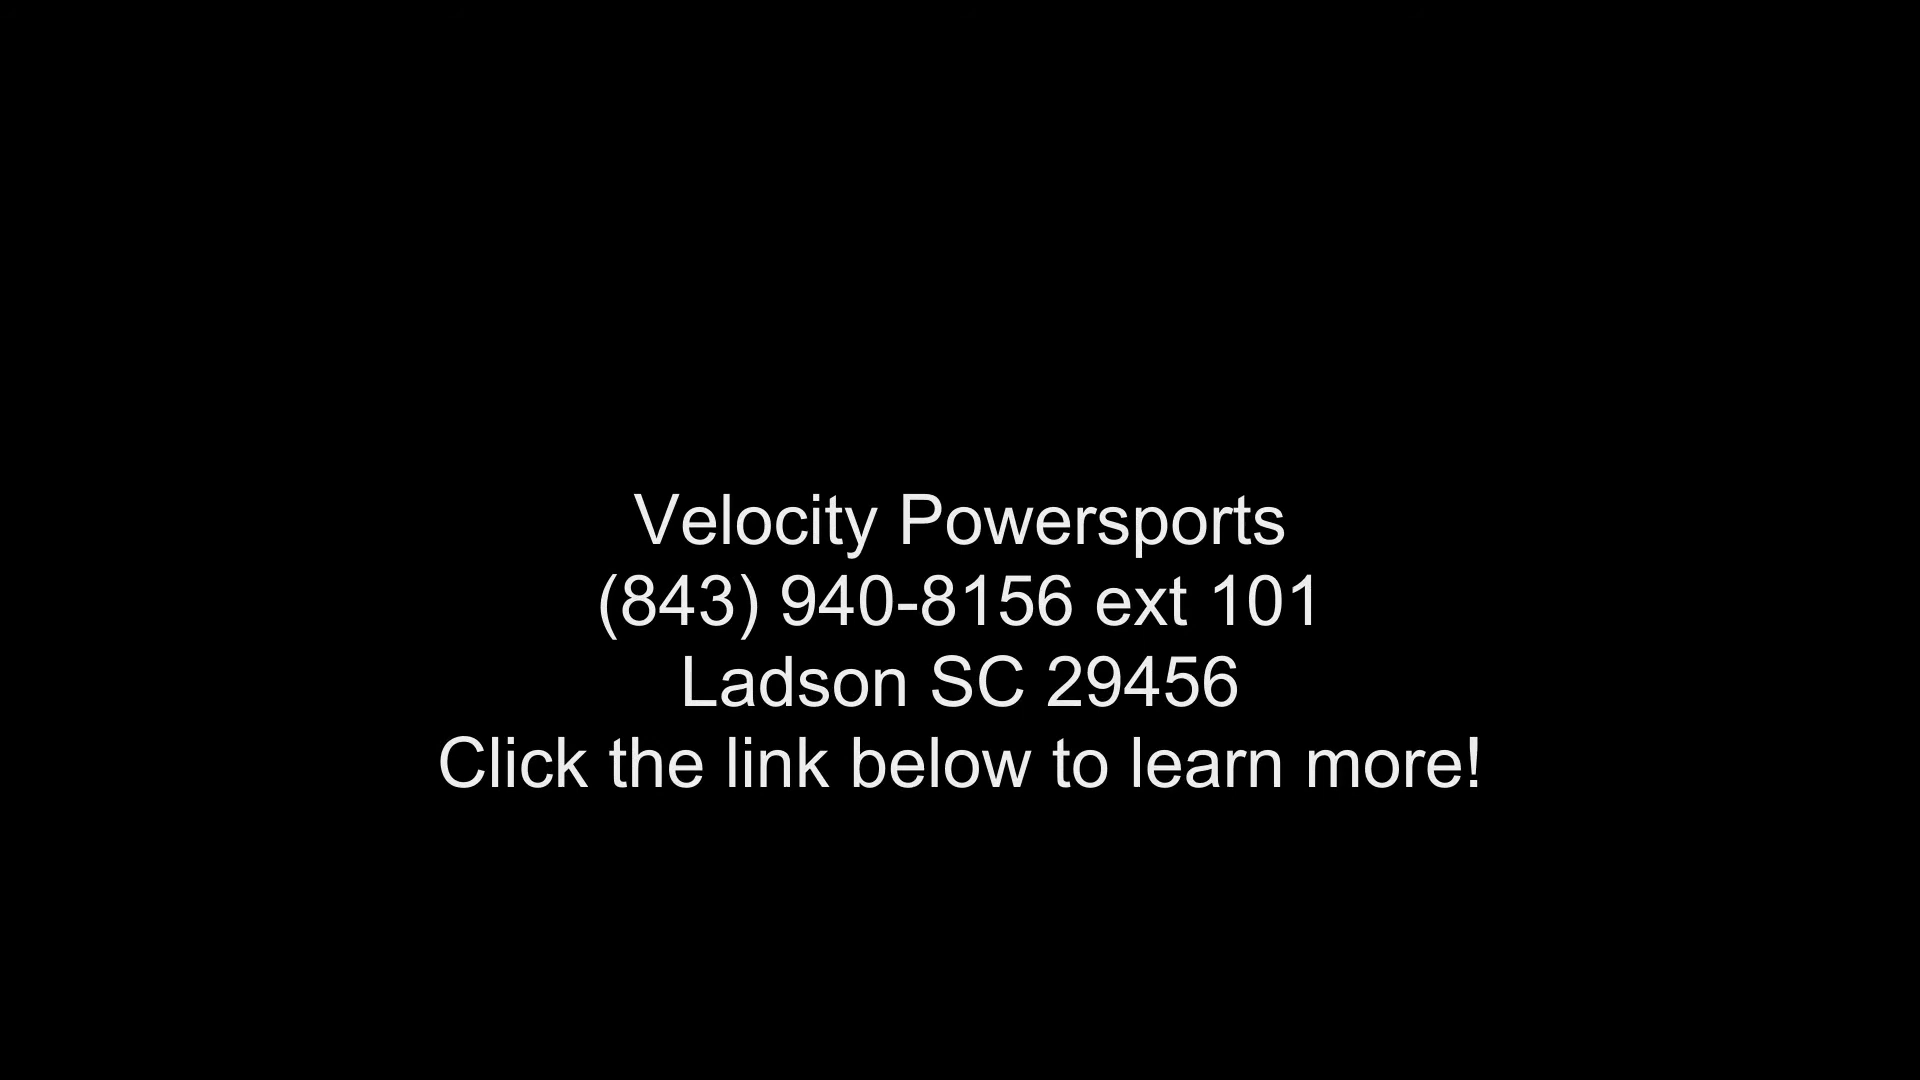 Velocity Powersports
(843) 940-8156 ext 101
Ladson SC 29456
Click the link below to learn more!